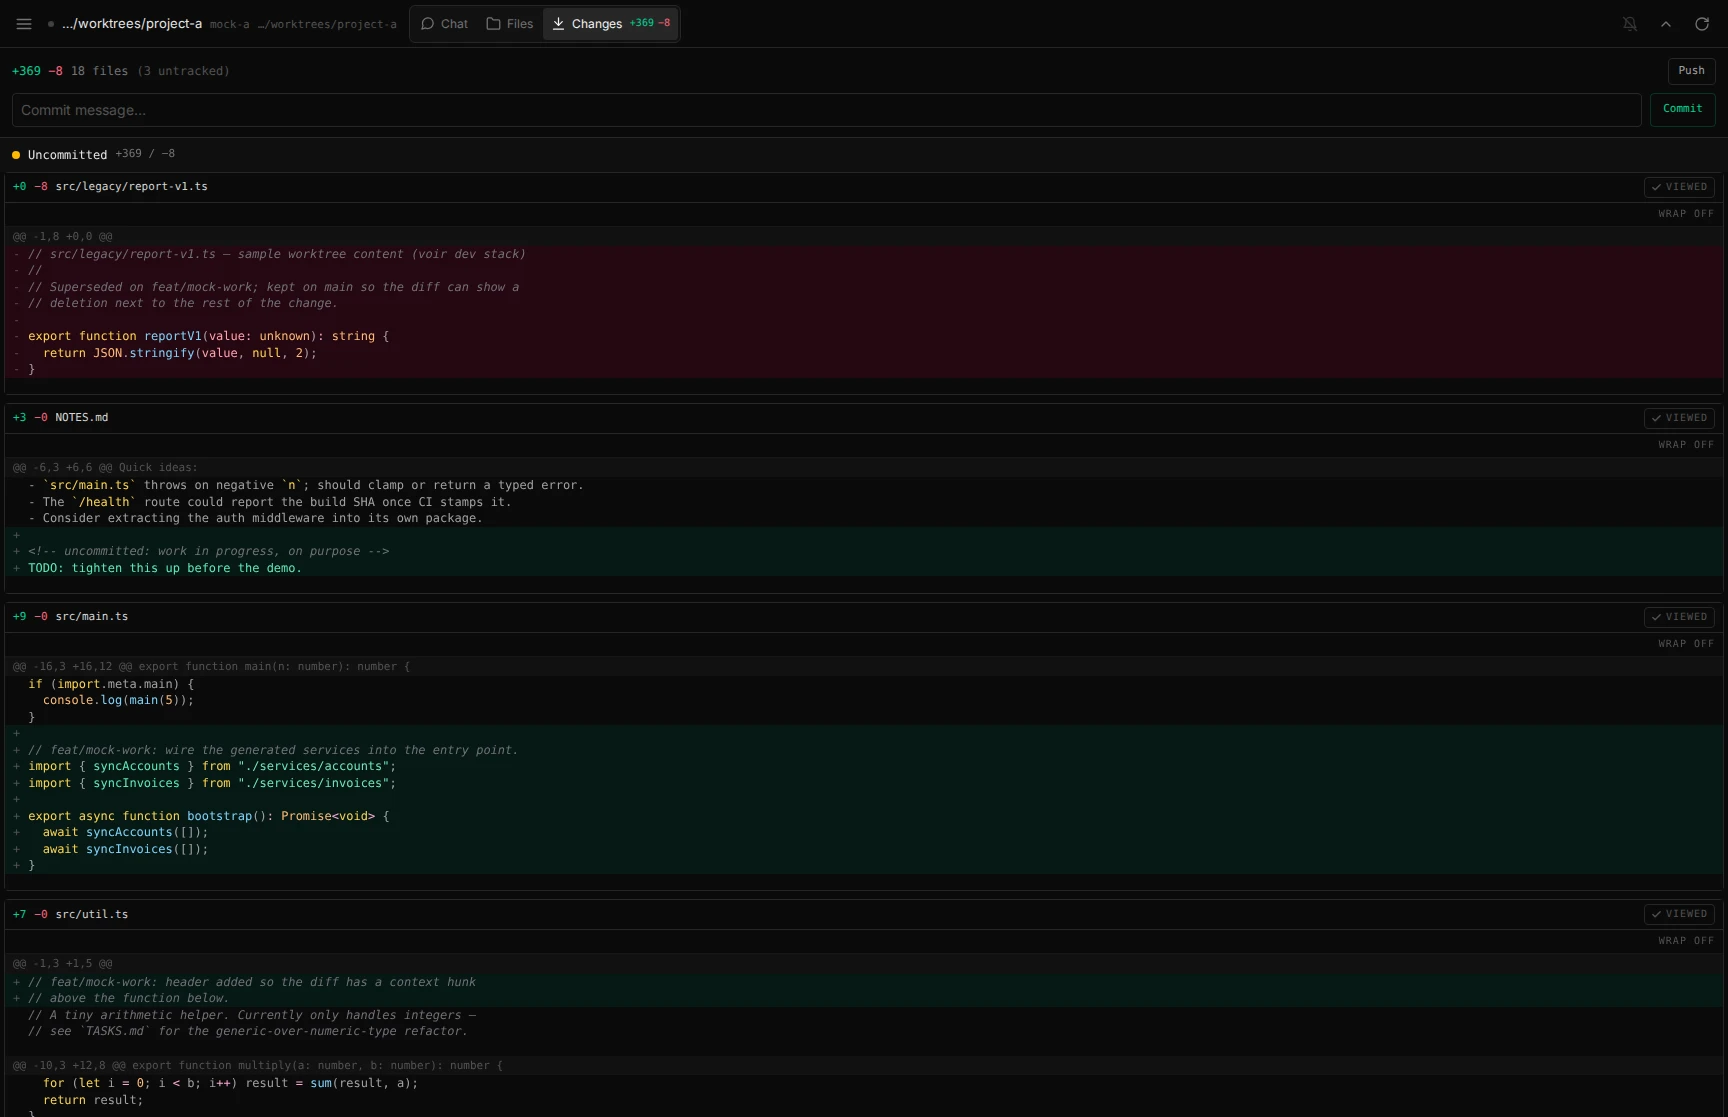 .../worktrees/project-a mock-a …/worktrees/project-a Chat Files Changes +369 −8
+369 −8 18 files (3 untracked) Push
Commit message... Commit
Uncommitted +369 / −8
+0 −8 src/legacy/report-v1.ts VIEWED
WRAP OFF
@@ -1,8 +0,0 @@
- // src/legacy/report-v1.ts — sample worktree content (voir dev stack)
- //
- // Superseded on feat/mock-work; kept on main so the diff can show a
- // deletion next to the rest of the change.
-
- export function reportV1(value: unknown): string {
-   return JSON.stringify(value, null, 2);
- }
+3 −0 NOTES.md VIEWED
WRAP OFF
@@ -6,3 +6,6 @@ Quick ideas:
- `src/main.ts` throws on negative `n`; should clamp or return a typed error.
- The `/health` route could report the build SHA once CI stamps it.
- Consider extracting the auth middleware into its own package.
+
+ <!-- uncommitted: work in progress, on purpose -->
+ TODO: tighten this up before the demo.
+9 −0 src/main.ts VIEWED
WRAP OFF
@@ -16,3 +16,12 @@ export function main(n: number): number {
if (import.meta.main) {
  console.log(main(5));
}
+
+ // feat/mock-work: wire the generated services into the entry point.
+ import { syncAccounts } from "./services/accounts";
+ import { syncInvoices } from "./services/invoices";
+
+ export async function bootstrap(): Promise<void> {
+   await syncAccounts([]);
+   await syncInvoices([]);
+ }
+7 −0 src/util.ts VIEWED
WRAP OFF
@@ -1,3 +1,5 @@
+ // feat/mock-work: header added so the diff has a context hunk
+ // above the function below.
// A tiny arithmetic helper. Currently only handles integers —
// see `TASKS.md` for the generic-over-numeric-type refactor.
@@ -10,3 +12,8 @@ export function multiply(a: number, b: number): number {
  for (let i = 0; i < b; i++) result = sum(result, a);
  return result;
}